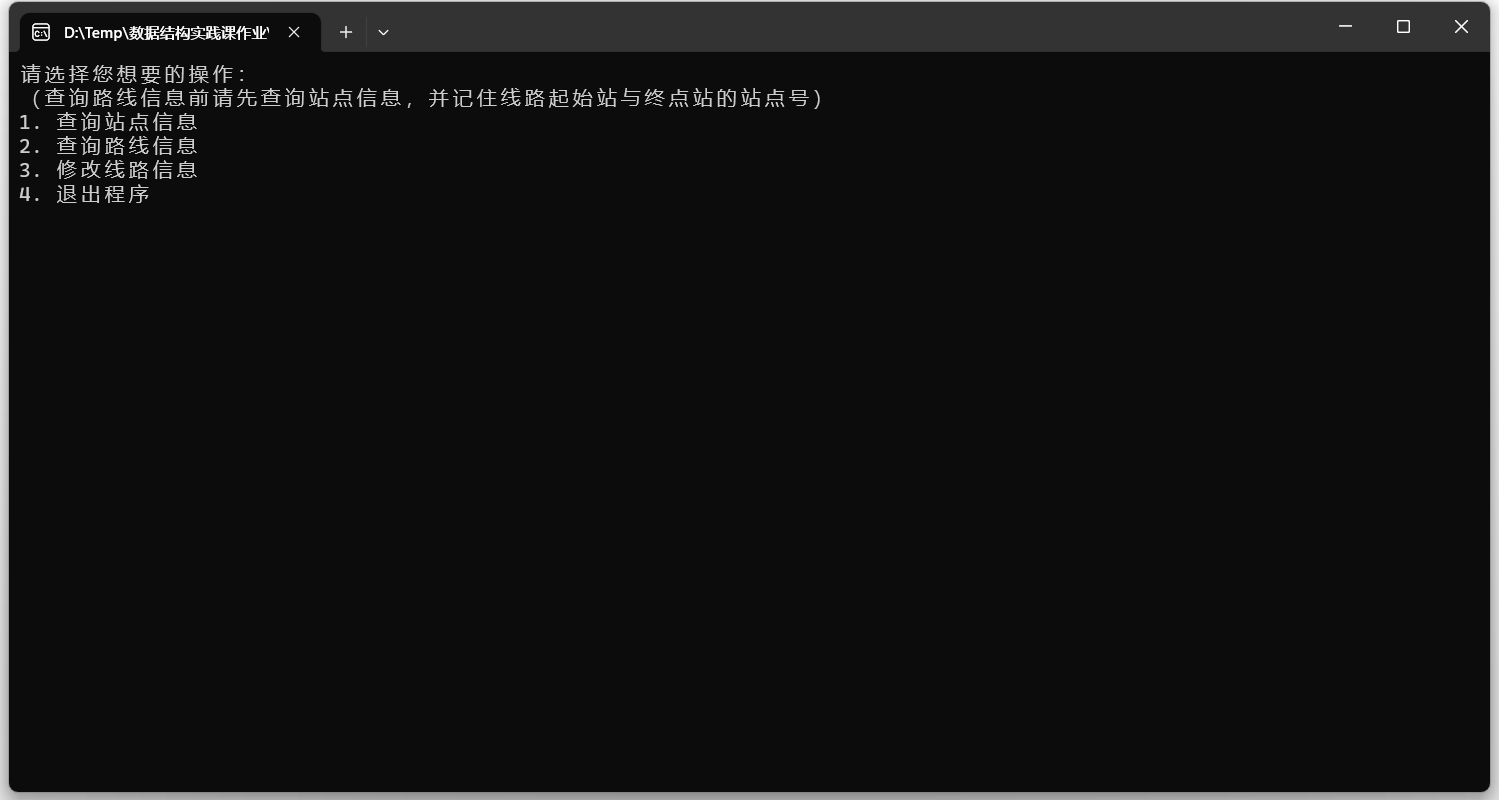 D:\Temp\数据结构实践课作业\
请选择您想要的操作：
（查询路线信息前请先查询站点信息，并记住线路起始站与终点站的站点号）
1. 查询站点信息
2. 查询路线信息
3. 修改线路信息
4. 退出程序